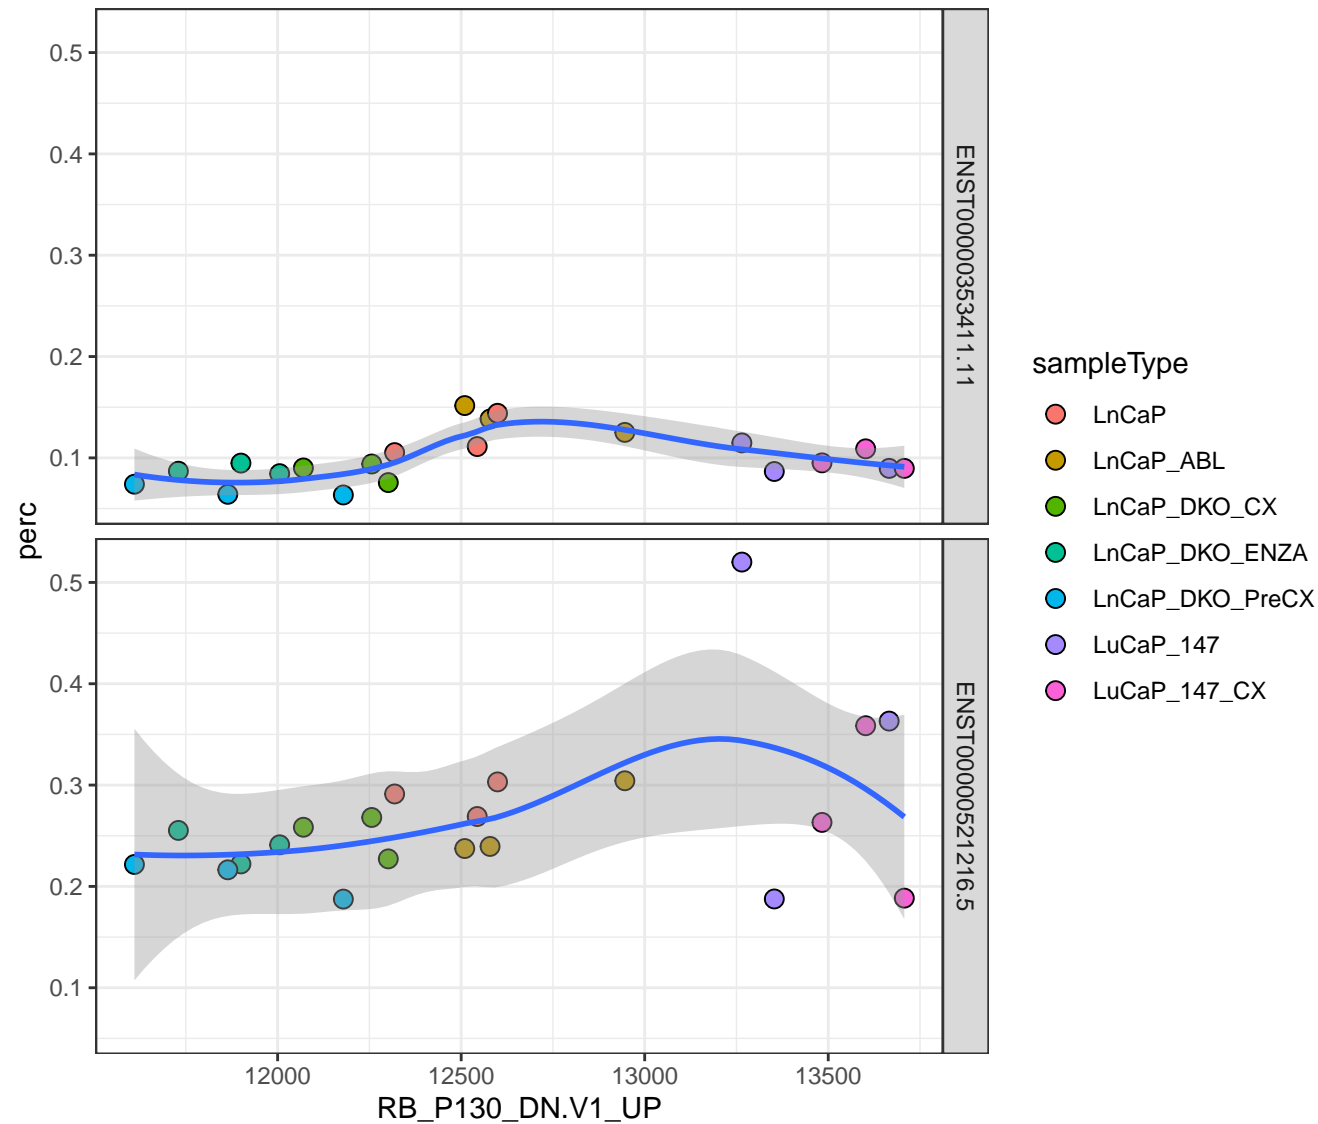 0.5
0.4
0.3
0.2
0.1
ENST00000353411.11
perc
0.5
0.4
0.3
0.2
0.1
ENST00000521216.5
12000 12500 13000 13500
RB_P130_DN.V1_UP
sampleType
LnCaP
LnCaP_ABL
LnCaP_DKO_CX
LnCaP_DKO_ENZA
LnCaP_DKO_PreCX
LuCaP_147
LuCaP_147_CX